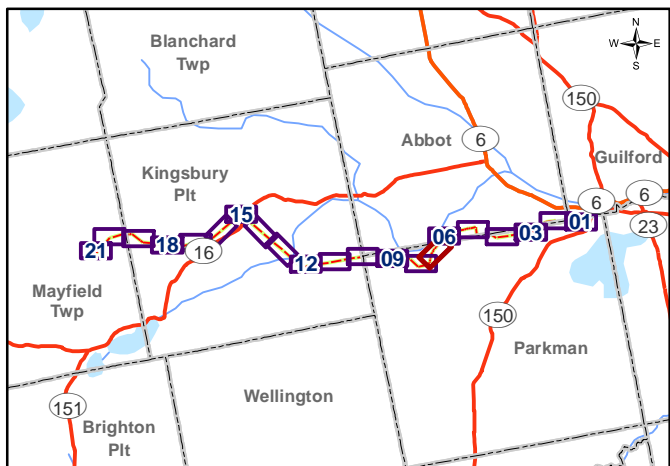 Blanchard
Twp
N
W E
S
150
Abbot
6
Guilford
Kingsbury
Plt
6
6
15
01
23
06
03
21
18
16
09
12
Mayfield
Twp
150
Parkman
Wellington
151
Brighton
Plt